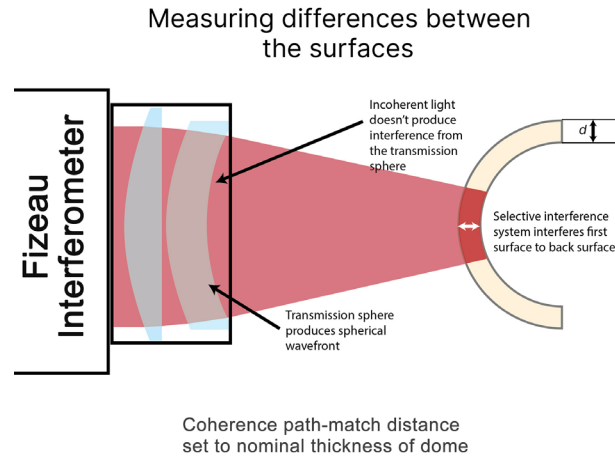 Measuring differences between
the surfaces
Fizeau
Interferometer
Incoherent light
doesn't produce
interference from
the transmission
sphere
d
Selective interference
system interferes first
surface to back surface
Transmission sphere
produces spherical
wavefront
Coherence path-match distance
set to nominal thickness of dome